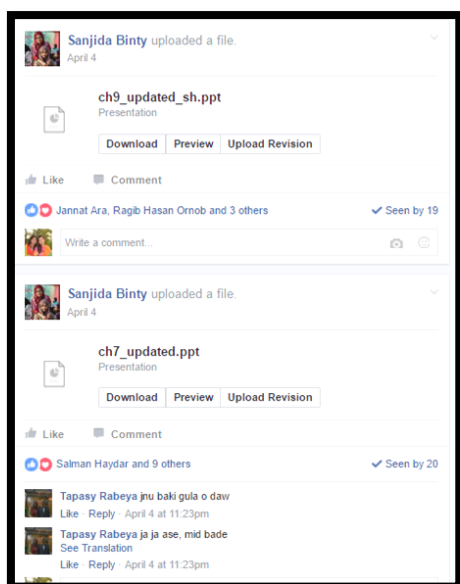 Sanjida Binty uploaded a file.
April 4
ch9_updated_sh.ppt
Presentation
Download Preview Upload Revision
Like Comment
Jannat Ara, Ragib Hasan Ornob and 3 others Seen by 19
Write a comment...
Sanjida Binty uploaded a file.
April 4
ch7_updated.ppt
Presentation
Download Preview Upload Revision
Like Comment
Salman Haydar and 9 others Seen by 20
Tapasy Rabeya jnu baki gula o daw
Like · Reply · April 4 at 11:23pm
Tapasy Rabeya ja ja ase, mid bade
See Translation
Like · Reply · April 4 at 11:23pm